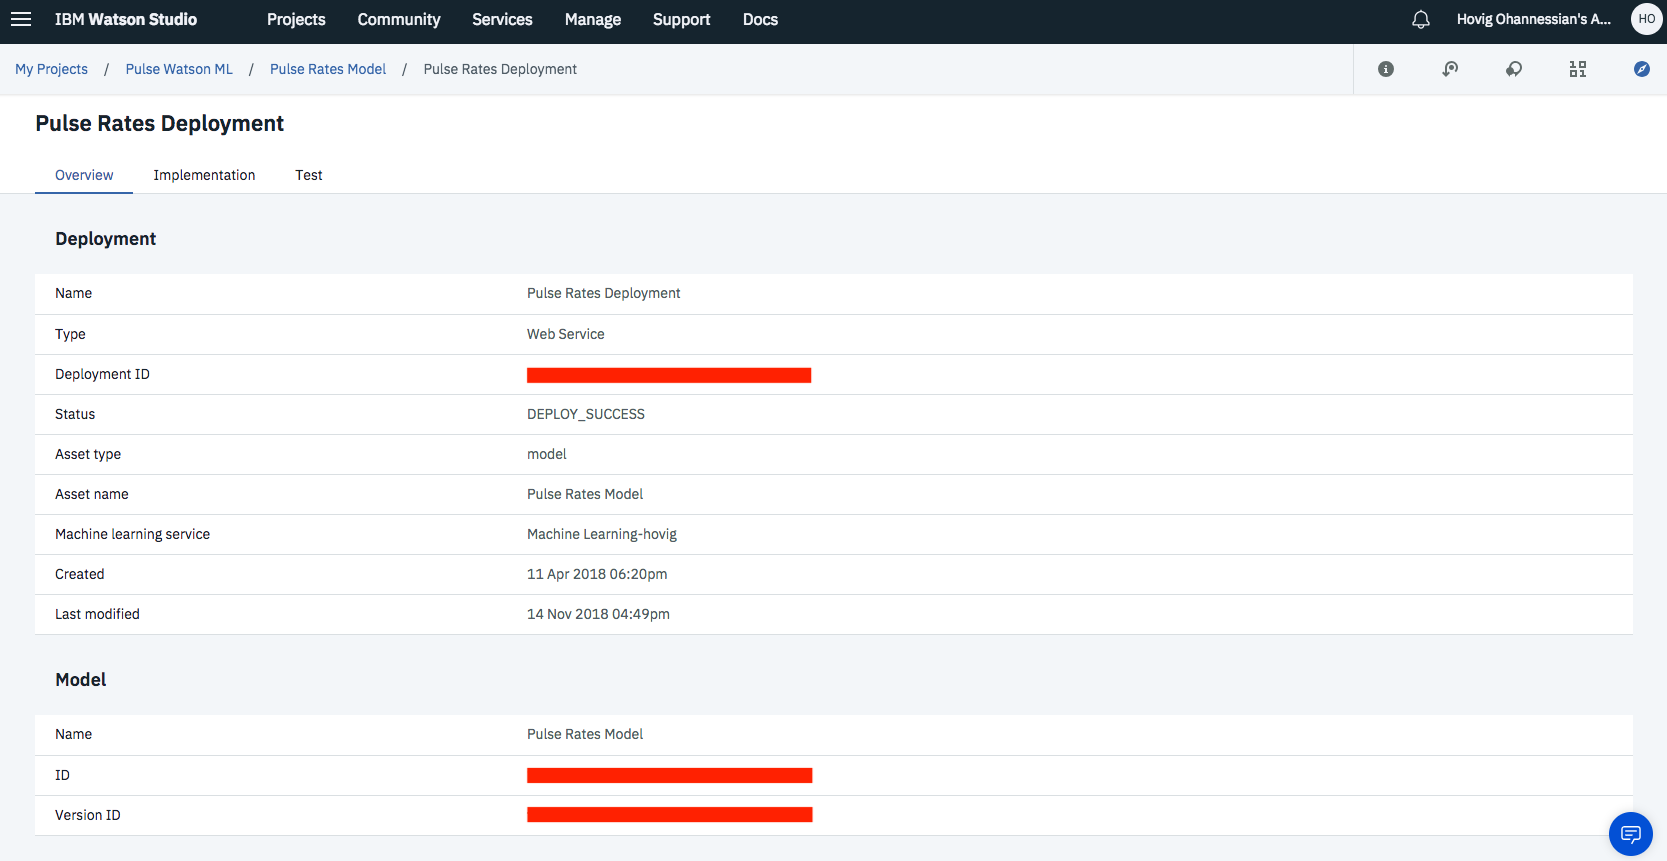 IBM Watson Studio Projects Community Services Manage Support Docs Hovig Ohannessian's A... HO
My Projects / Pulse Watson ML / Pulse Rates Model / Pulse Rates Deployment
Pulse Rates Deployment
Overview Implementation Test
Deployment
Name Pulse Rates Deployment
Type Web Service
Deployment ID
Status DEPLOY_SUCCESS
Asset type model
Asset name Pulse Rates Model
Machine learning service Machine Learning-hovig
Created 11 Apr 2018 06:20pm
Last modified 14 Nov 2018 04:49pm
Model
Name Pulse Rates Model
ID
Version ID